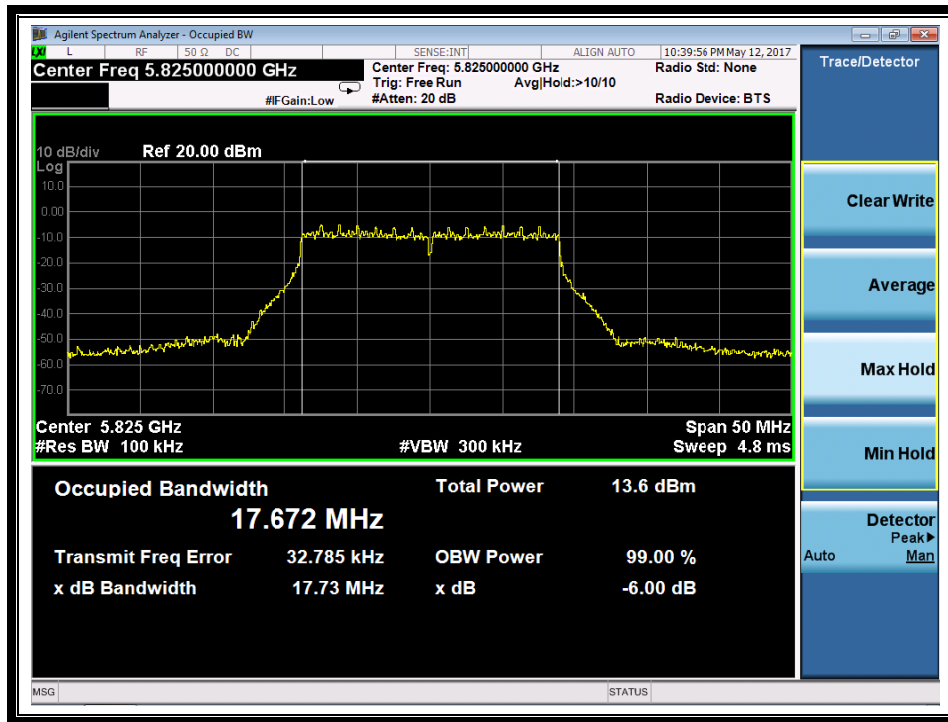 Agilent Spectrum Analyzer - Occupied BW
LXI L RF 50 Ω DC SENSE:INT ALIGN AUTO 10:39:56 PM May 12, 2017
Center Freq 5.825000000 GHz Center Freq: 5.825000000 GHz Radio Std: None Trace/Detector
Trig: Free Run Avg|Hold:>10/10
#IFGain:Low #Atten: 20 dB Radio Device: BTS
10 dB/div Ref 20.00 dBm
Log
10.0
0.00
-10.0
-20.0
-30.0
-40.0
-50.0
-60.0
-70.0
Center 5.825 GHz Span 50 MHz
#Res BW 100 kHz #VBW 300 kHz Sweep 4.8 ms
Occupied Bandwidth Total Power 13.6 dBm
17.672 MHz
Transmit Freq Error 32.785 kHz OBW Power 99.00 %
x dB Bandwidth 17.73 MHz x dB -6.00 dB
Clear Write
Average
Max Hold
Min Hold
Detector
Peak▶
Auto Man
MSG STATUS